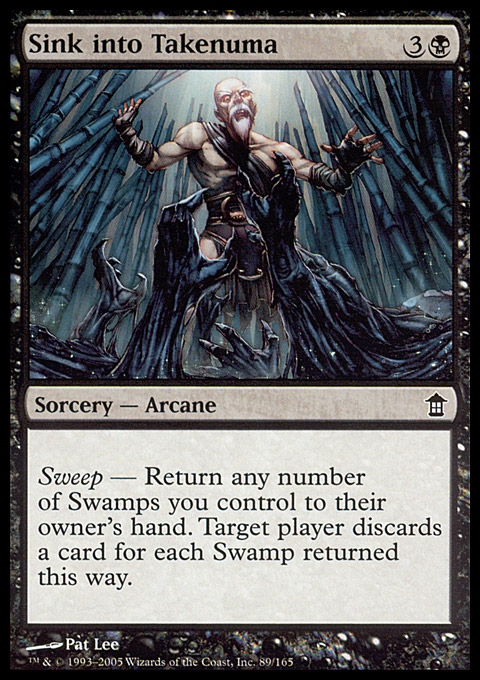 Sink into Takenuma 3
Sorcery — Arcane
Sweep — Return any number
of Swamps you control to their
owner's hand. Target player discards
a card for each Swamp returned
this way.
Pat Lee
™ & © 1993–2005 Wizards of the Coast, Inc. 89/165